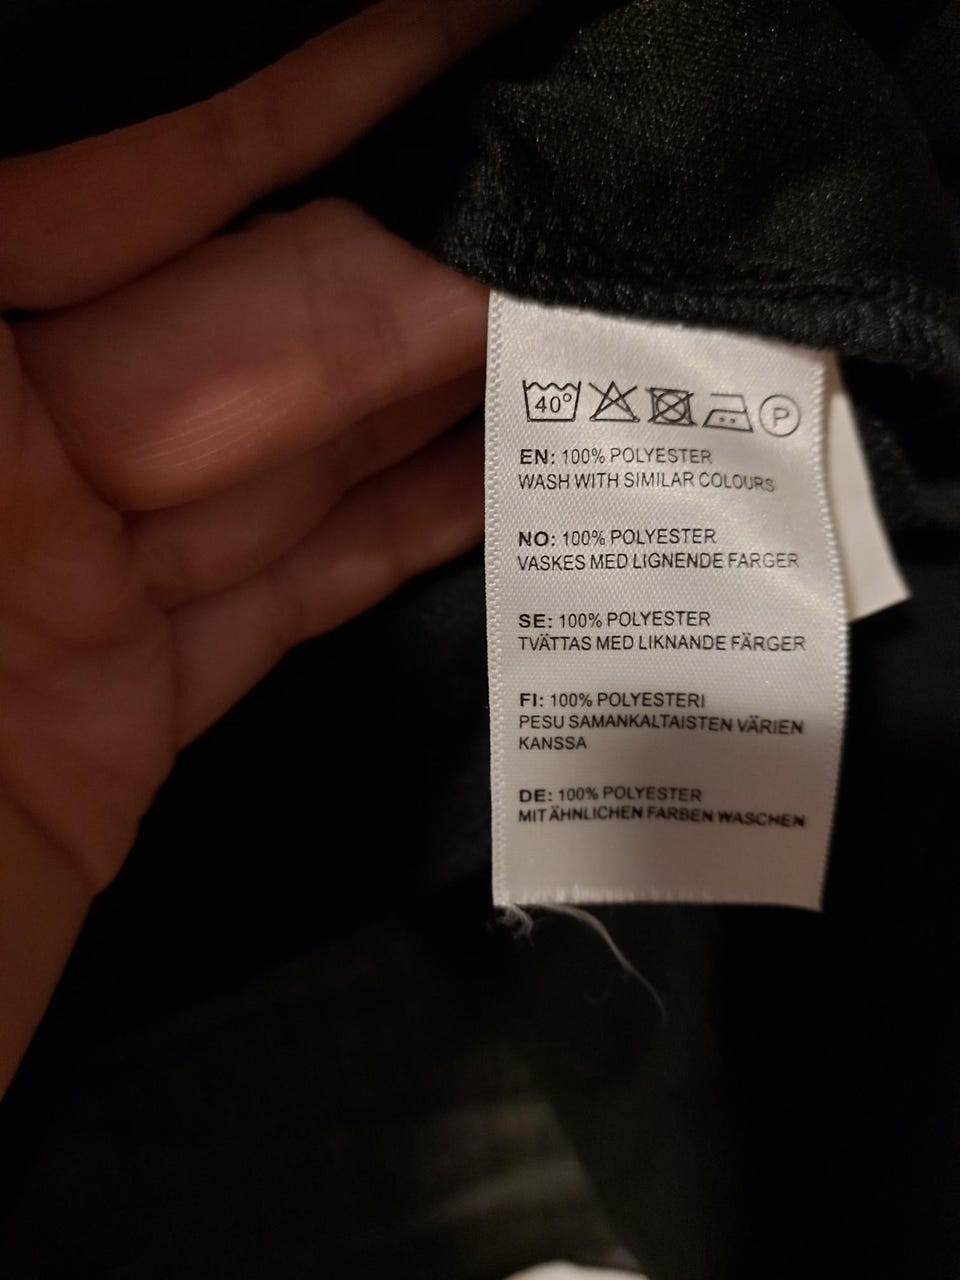 40° P
EN: 100% POLYESTER
WASH WITH SIMILAR COLOURS
NO: 100% POLYESTER
VASKES MED LIGNENDE FARGER
SE: 100% POLYESTER
TVÄTTAS MED LIKNANDE FÄRGER
FI: 100% POLYESTERI
PESU SAMANKALTAISTEN VÄRIEN
KANSSA
DE: 100% POLYESTER
MIT ÄHNLICHEN FARBEN WASCHEN